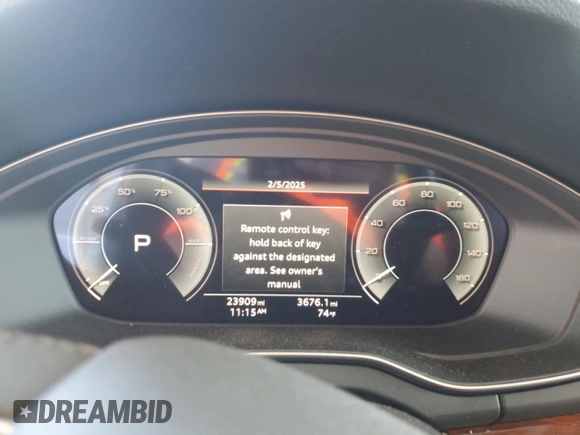 2/5/2025
50%
75%
25%
100%
P
OFF
Remote control key:
hold back of key
against the designated
area. See owner's
manual
80
60
100
40
120
20
140
160
23909mi
3676.1mi
11:15AM
74°F
DREAMBID